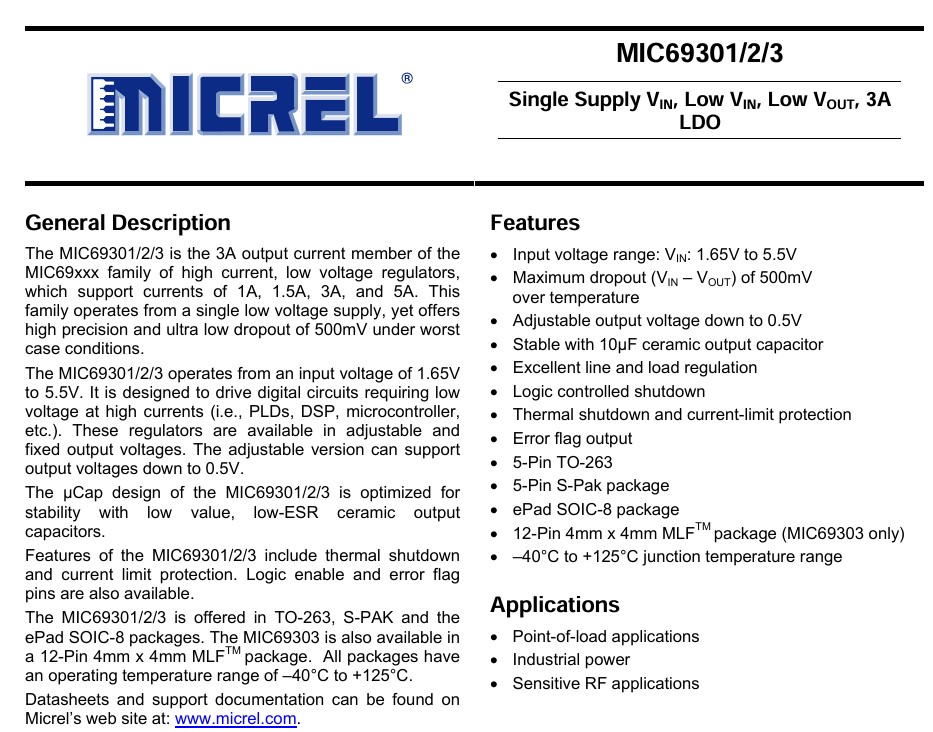 MICREL®
MIC69301/2/3
Single Supply VIN, Low VIN, Low VOUT, 3A
LDO
General Description
The MIC69301/2/3 is the 3A output current member of the
MIC69xxx family of high current, low voltage regulators,
which support currents of 1A, 1.5A, 3A, and 5A. This
family operates from a single low voltage supply, yet offers
high precision and ultra low dropout of 500mV under worst
case conditions.
The MIC69301/2/3 operates from an input voltage of 1.65V
to 5.5V. It is designed to drive digital circuits requiring low
voltage at high currents (i.e., PLDs, DSP, microcontroller,
etc.). These regulators are available in adjustable and
fixed output voltages. The adjustable version can support
output voltages down to 0.5V.
The µCap design of the MIC69301/2/3 is optimized for
stability with low value, low-ESR ceramic output
capacitors.
Features of the MIC69301/2/3 include thermal shutdown
and current limit protection. Logic enable and error flag
pins are also available.
The MIC69301/2/3 is offered in TO-263, S-PAK and the
ePad SOIC-8 packages. The MIC69303 is also available in
a 12-Pin 4mm x 4mm MLF™ package. All packages have
an operating temperature range of –40°C to +125°C.
Datasheets and support documentation can be found on
Micrel's web site at: www.micrel.com.
Features
• Input voltage range: VIN: 1.65V to 5.5V
• Maximum dropout (VIN – VOUT) of 500mV
over temperature
• Adjustable output voltage down to 0.5V
• Stable with 10µF ceramic output capacitor
• Excellent line and load regulation
• Logic controlled shutdown
• Thermal shutdown and current-limit protection
• Error flag output
• 5-Pin TO-263
• 5-Pin S-Pak package
• ePad SOIC-8 package
• 12-Pin 4mm x 4mm MLF™ package (MIC69303 only)
• –40°C to +125°C junction temperature range
Applications
• Point-of-load applications
• Industrial power
• Sensitive RF applications